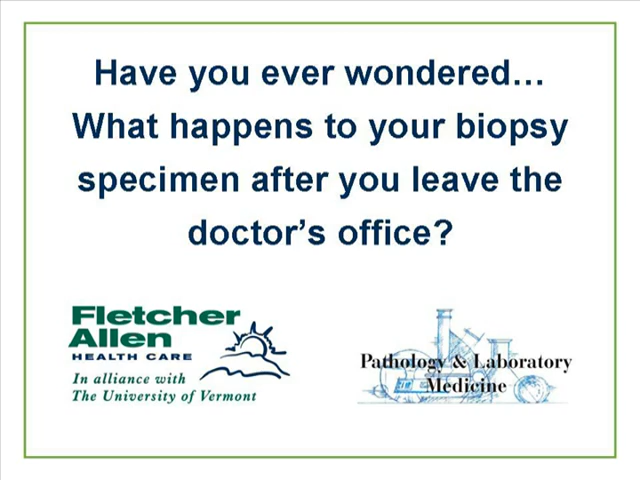 Have you ever wondered...
What happens to your biopsy
specimen after you leave the
doctor's office?
Fletcher
Allen
HEALTH CARE
In alliance with
The University of Vermont
Pathology & Laboratory
Medicine